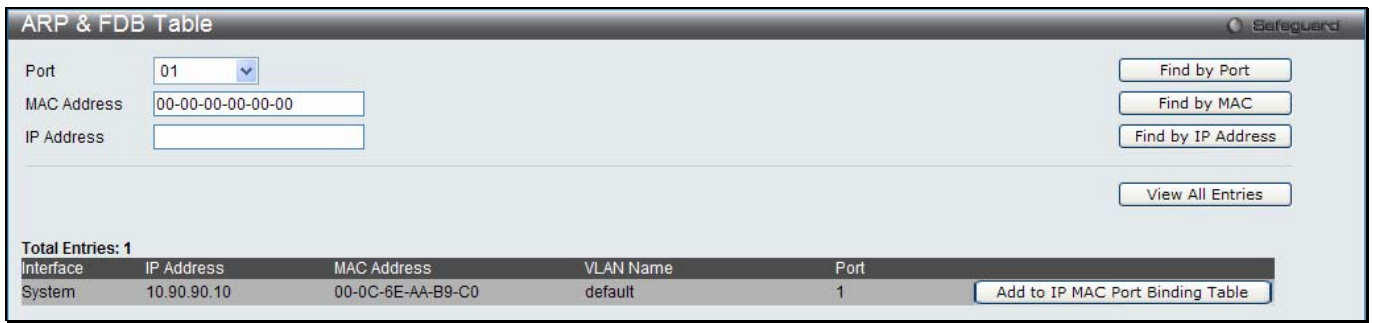 ARP & FDB Table
Safeguard
Port 01 Find by Port
MAC Address 00-00-00-00-00-00 Find by MAC
IP Address Find by IP Address
View All Entries
Total Entries: 1
Interface IP Address MAC Address VLAN Name Port
System 10.90.90.10 00-0C-6E-AA-B9-C0 default 1 Add to IP MAC Port Binding Table